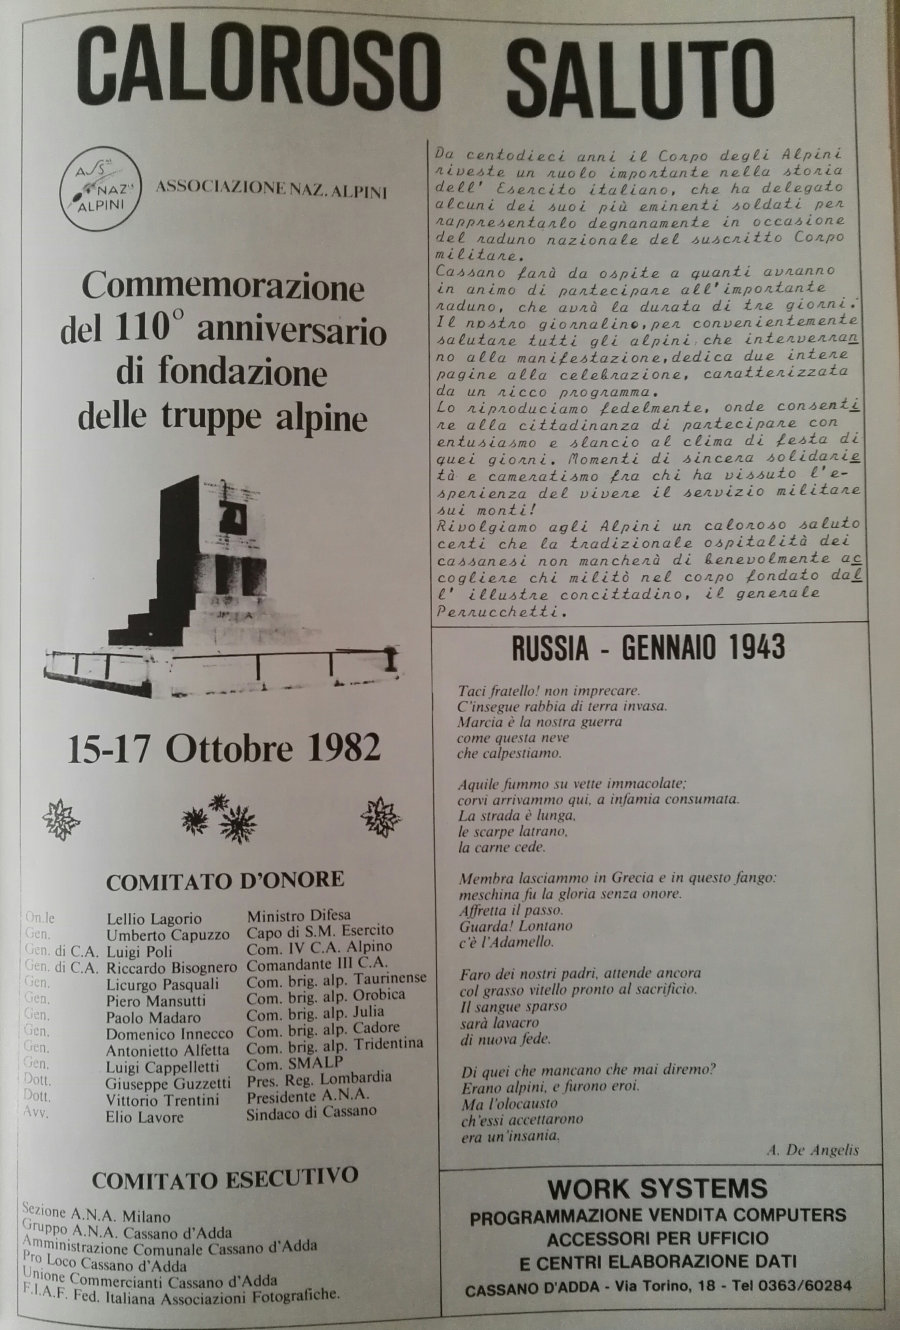 CALOROSO SALUTO
ASS.
NAZ.
ALPINI
ASSOCIAZIONE NAZ. ALPINI
Commemorazione
del 110° anniversario
di fondazione
delle truppe alpine
15-17 Ottobre 1982
COMITATO D'ONORE
On.le Lellio Lagorio Ministro Difesa
Gen. Umberto Capuzzo Capo di S.M. Esercito
Gen. di C.A. Luigi Poli Com. IV C.A. Alpino
Gen. di C.A. Riccardo Bisognero Comandante III C.A.
Gen. Licurgo Pasquali Com. brig. alp. Taurinense
Gen. Piero Mansutti Com. brig. alp. Orobica
Gen. Paolo Madaro Com. brig. alp. Julia
Gen. Domenico Innecco Com. brig. alp. Cadore
Gen. Antonietto Alfetta Com. brig. alp. Tridentina
Gen. Luigi Cappelletti Com. SMALP
Dott. Giuseppe Guzzetti Pres. Reg. Lombardia
Dott. Vittorio Trentini Presidente A.N.A.
Avv. Elio Lavore Sindaco di Cassano
COMITATO ESECUTIVO
Sezione A.N.A. Milano
Gruppo A.N.A. Cassano d'Adda
Amministrazione Comunale Cassano d'Adda
Pro Loco Cassano d'Adda
Unione Commercianti Cassano d'Adda
F.I.A.F. Fed. Italiana Associazioni Fotografiche.
Da centodieci anni il Corpo degli Alpini
riveste un ruolo importante nella storia
dell' Esercito italiano, che ha delegato
alcuni dei suoi più eminenti soldati per
rappresentarlo degnanamente in occasione
del raduno nazionale del suscritto Corpo
militare.
Cassano farà da ospite a quanti avranno
in animo di partecipare all'importante
raduno, che avrà la durata di tre giorni.
Il nostro giornalino, per convenientemente
salutare tutti gli alpini che interverran
no alla manifestazione, dedica due intere
pagine alla celebrazione, caratterizzata
da un ricco programma.
Lo riproduciamo fedelmente, onde consenti
re alla cittadinanza di partecipare con
entusiasmo e slancio al clima di festa di
quei giorni. Momenti di sincera solidarie
tà e cameratismo fra chi ha vissuto l'e-
sperienza del vivere il servizio militare
sui monti!
Rivolgiamo agli Alpini un caloroso saluto
certi che la tradizionale ospitalità dei
cassanesi non mancherà di benevolmente ac
cogliere chi militò nel corpo fondato dal
l' illustre concittadino, il generale
Perrucchetti.
RUSSIA - GENNAIO 1943
Taci fratello! non imprecare.
C'insegue rabbia di terra invasa.
Marcia è la nostra guerra
come questa neve
che calpestiamo.
Aquile fummo su vette immacolate;
corvi arrivammo qui, a infamia consumata.
La strada è lunga,
le scarpe latrano,
la carne cede.
Membra lasciammo in Grecia e in questo fango:
meschina fu la gloria senza onore.
Affretta il passo.
Guarda! Lontano
c'è l'Adamello.
Faro dei nostri padri, attende ancora
col grasso vitello pronto al sacrificio.
Il sangue sparso
sarà lavacro
di nuova fede.
Di quei che mancano che mai diremo?
Erano alpini, e furono eroi.
Ma l'olocausto
ch'essi accettarono
era un'insania.
A. De Angelis
WORK SYSTEMS
PROGRAMMAZIONE VENDITA COMPUTERS
ACCESSORI PER UFFICIO
E CENTRI ELABORAZIONE DATI
CASSANO D'ADDA - Via Torino, 18 - Tel 0363/60284